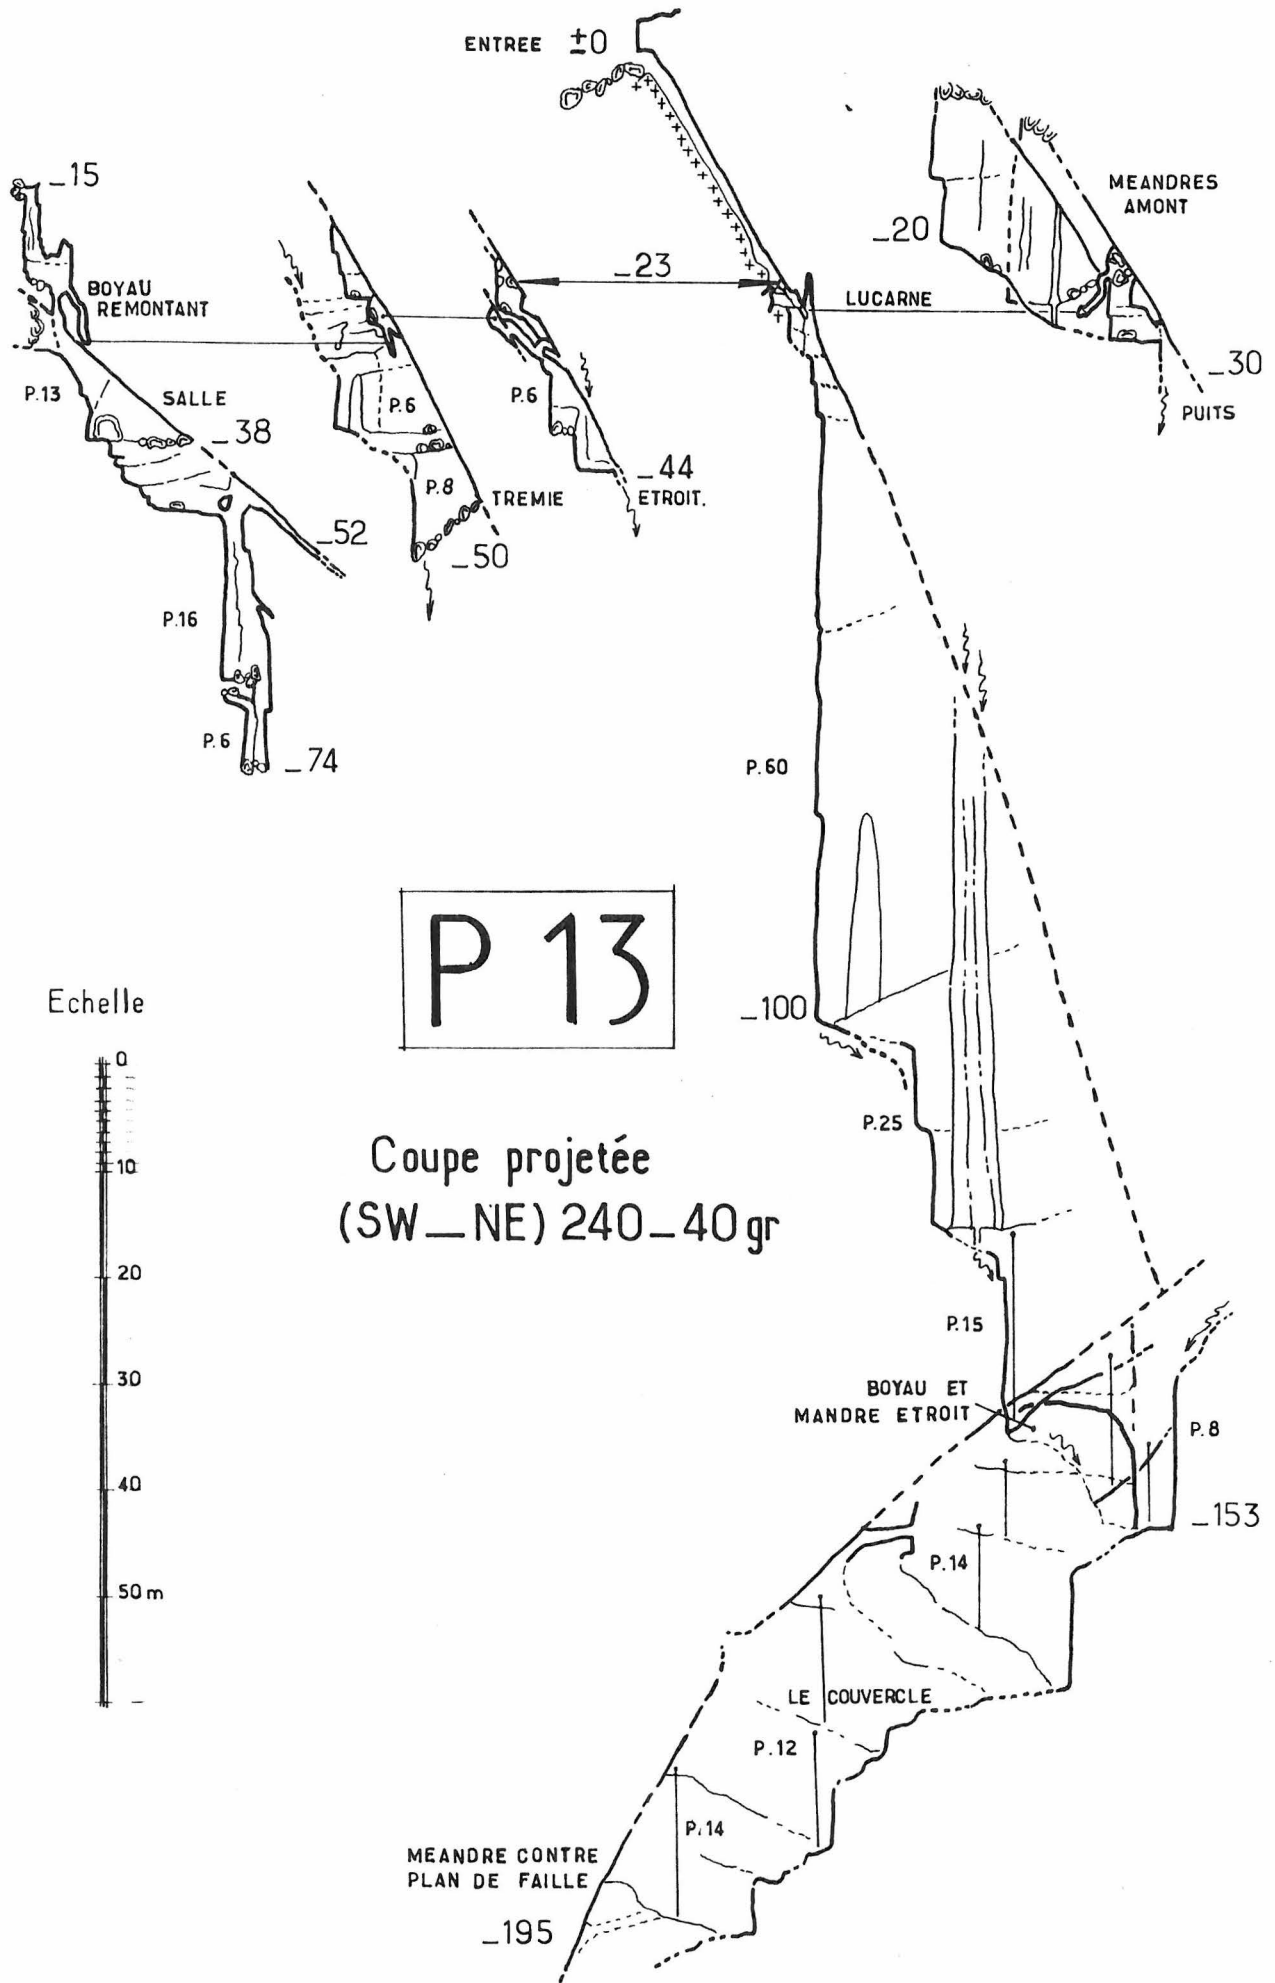 ENTREE ±0
_15
MEANDRES
AMONT
_20
_23
BOYAU
REMONTANT
LUCARNE
_30
P.13
SALLE
P.6
P.6
PUITS
_38
_44
P.8
TREMIE
ETROIT.
_52
_50
P.16
P.6
_74
P.60
P 13
Echelle
_100
0
10
20
30
40
50 m
P.25
Coupe projetée
(SW_NE) 240_40 gr
P.15
BOYAU ET
MANDRE ETROIT
P.8
_153
P.14
LE COUVERCLE
P.12
P.14
MEANDRE CONTRE
PLAN DE FAILLE
_195